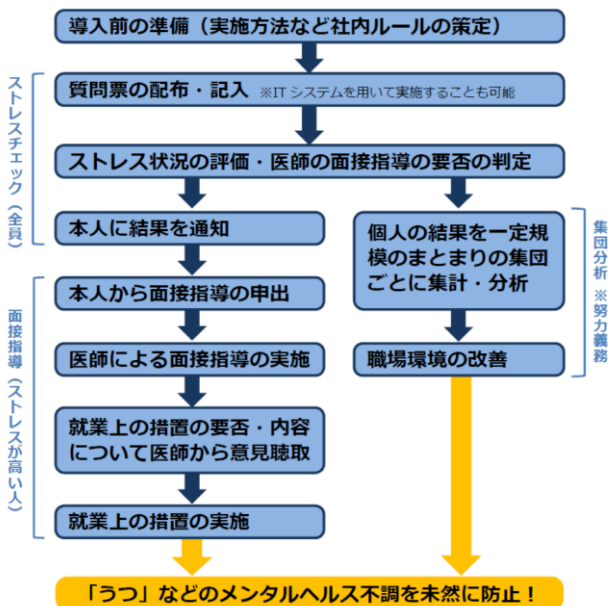 導入前の準備（実施方法など社内ルールの策定）
質問票の配布・記入 ※ITシステムを用いて実施することも可能
ストレス状況の評価・医師の面接指導の要否の判定
ストレスチェック（全員）
本人に結果を通知
個人の結果を一定規
模のまとまりの集団
ごとに集計・分析
集団分析 ※努力義務
本人から面接指導の申出
面接指導（ストレスが高い人）
医師による面接指導の実施
職場環境の改善
就業上の措置の要否・内容
について医師から意見聴取
就業上の措置の実施
「うつ」などのメンタルヘルス不調を未然に防止！